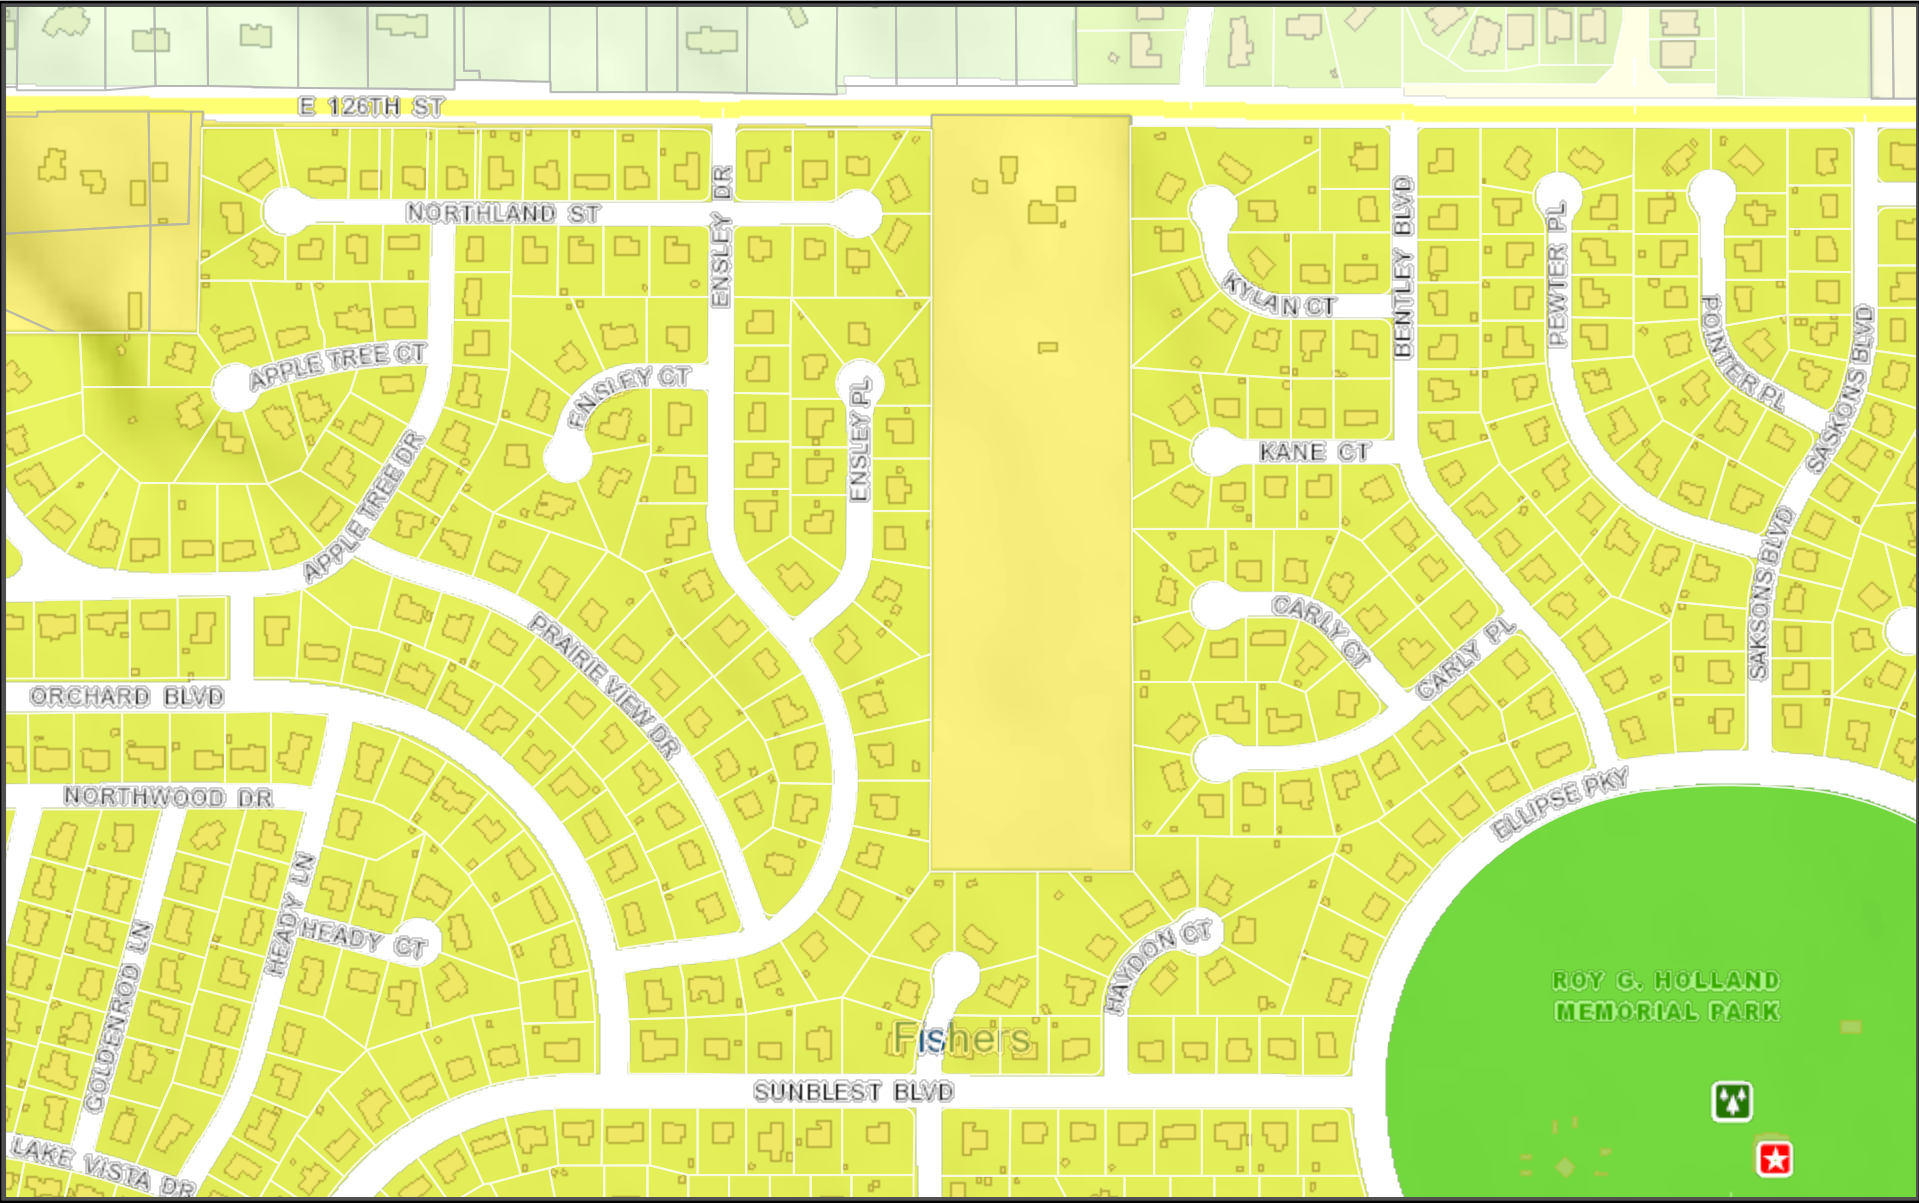 E 126TH ST
NORTHLAND ST
ENSLEY DR
KYLAN CT
BENTLEY BLVD
PEWTER PL
POINTER PL
SASKONS BLVD
APPLE TREE CT
ENSLEY CT
ENSLEY PL
KANE CT
APPLE TREE DR
SAKSONS BLVD
CARLY CT
CARLY PL
PRAIRIE VIEW DR
ORCHARD BLVD
NORTHWOOD DR
ELLIPSE PKY
HEADY LN
HEADY CT
GOLDENROD LN
HAYDON CT
ROY G. HOLLAND
MEMORIAL PARK
Fishers
SUNBLEST BLVD
LAKE VISTA DR